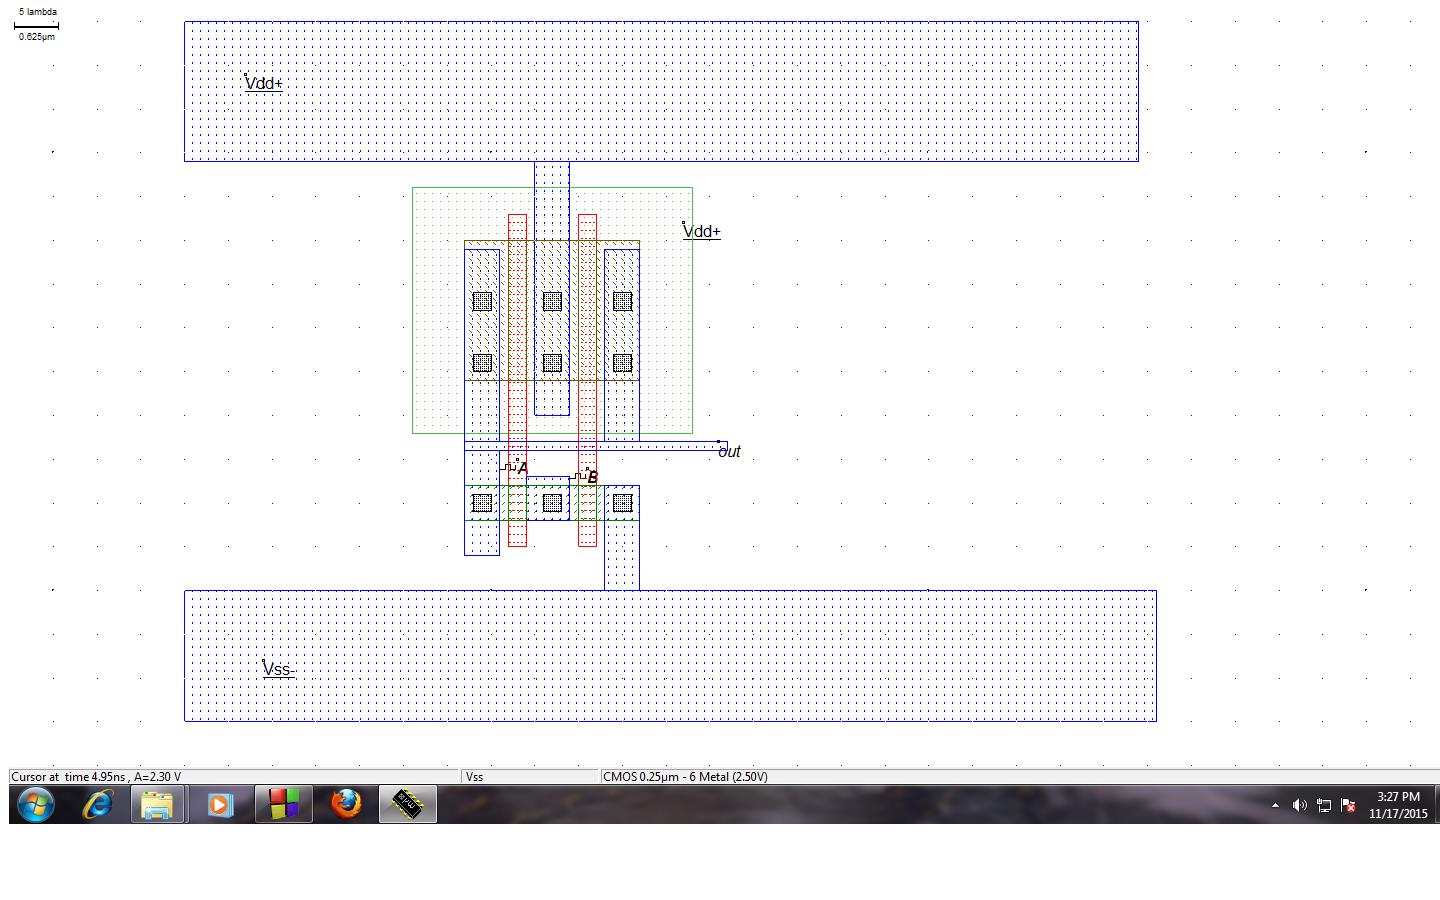 5 lambda
0.625µm
Vdd+
Vdd+
out
A
B
Vss-
Cursor at time 4.95ns , A=2.30 V
Vss
CMOS 0.25µm - 6 Metal (2.50V)
3:27 PM
11/17/2015